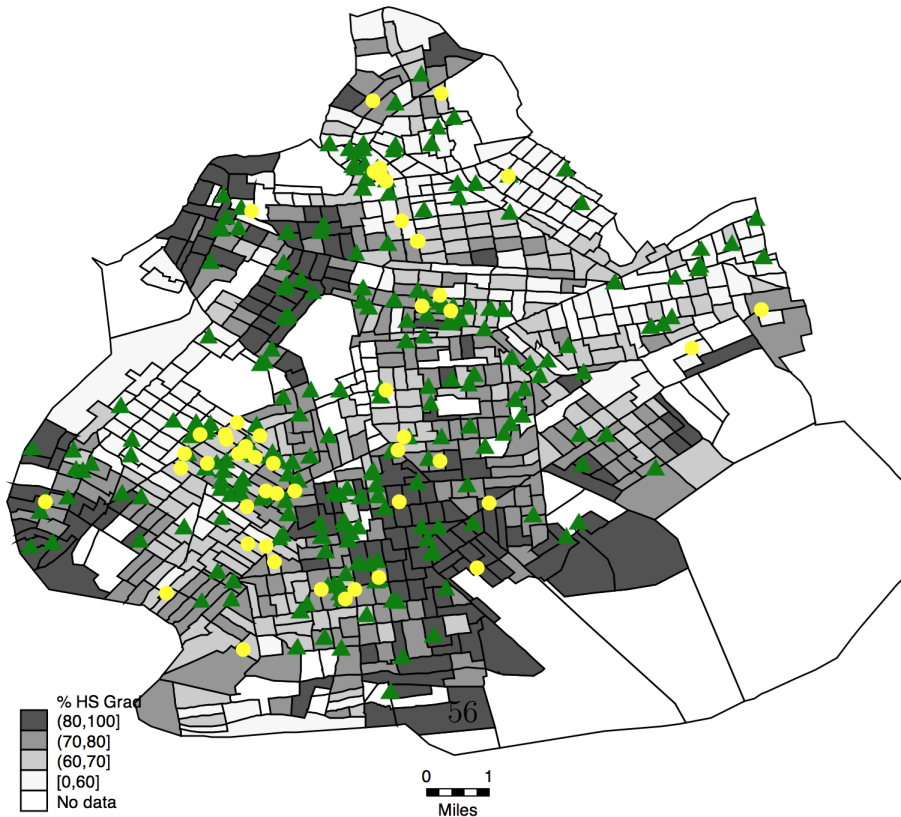 56
% HS Grad
(80,100]
(70,80]
(60,70]
[0,60]
No data
0 1
Miles